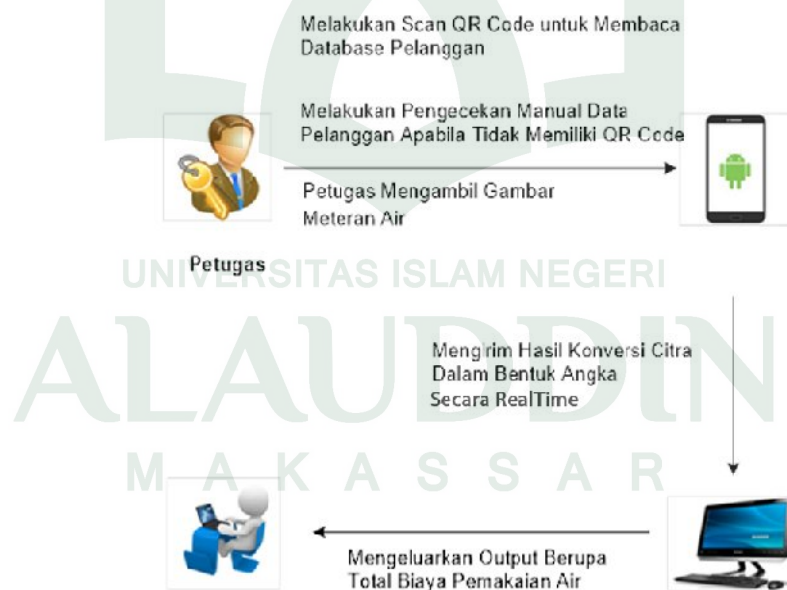 Melakukan Scan QR Code untuk Membaca
Database Pelanggan
Melakukan Pengecekan Manual Data
Pelanggan Apabila Tidak Memiliki QR Code
Petugas Mengambil Gambar
Meteran Air
Petugas
UNIVERSITAS ISLAM NEGERI
ALAUDDIN
MAKASSAR
Mengirim Hasil Konversi Citra
Dalam Bentuk Angka
Secara RealTime
Mengeluarkan Output Berupa
Total Biaya Pemakaian Air